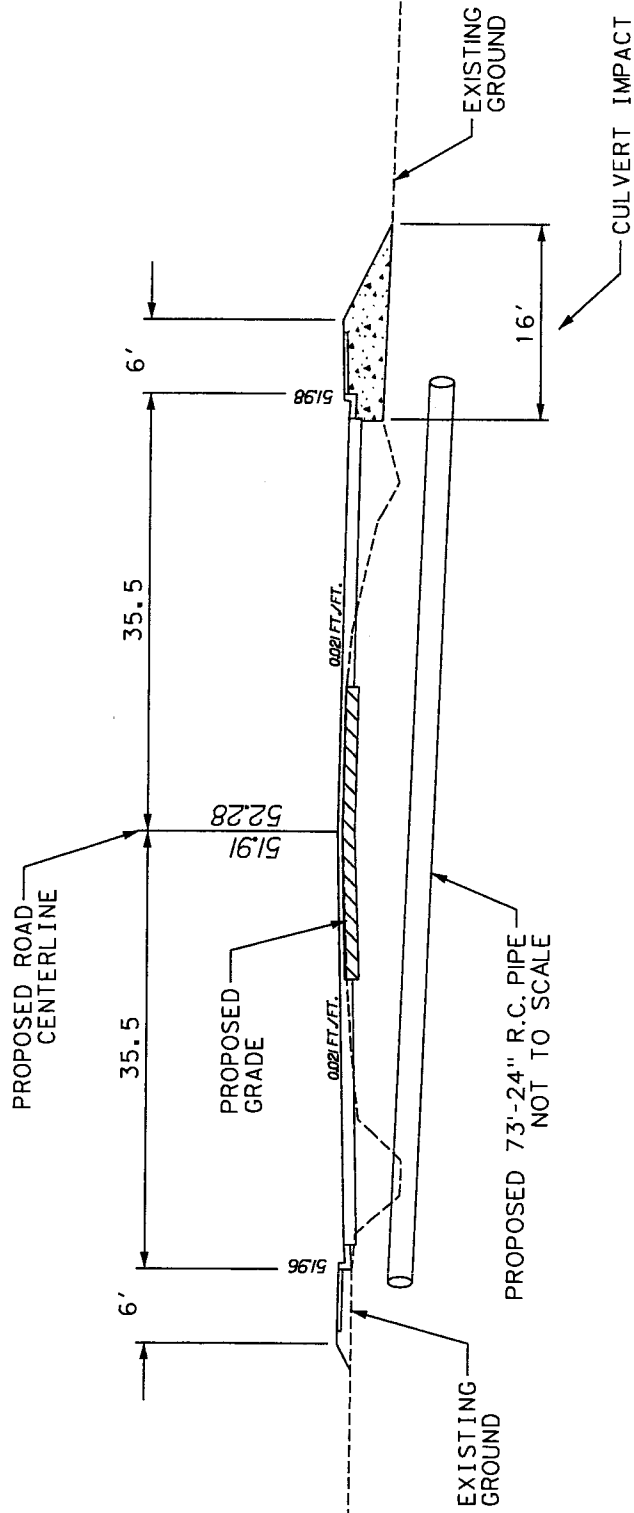 PROPOSED ROAD
CENTERLINE
6'
35.5
35.5
6'
51.96
0.021 FT./FT.
PROPOSED
GRADE
51.91
52.28
0.021 FT./FT.
51.98
EXISTING
GROUND
PROPOSED 73'-24" R.C. PIPE
NOT TO SCALE
16'
EXISTING
GROUND
CULVERT IMPACT